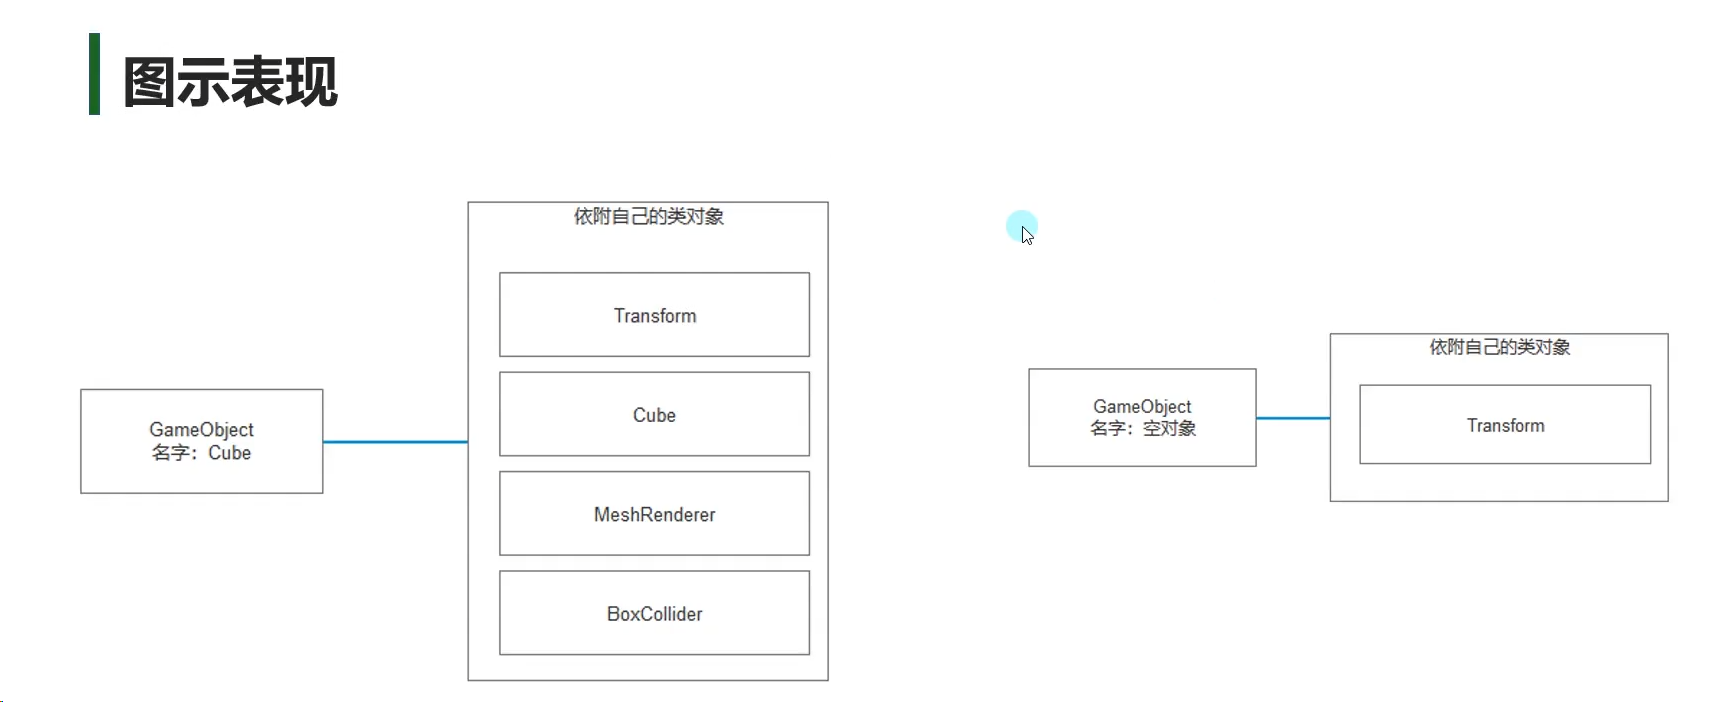 图示表现
依附自己的类对象
Transform
Cube
MeshRenderer
BoxCollider
GameObject
名字：Cube
依附自己的类对象
Transform
GameObject
名字：空对象